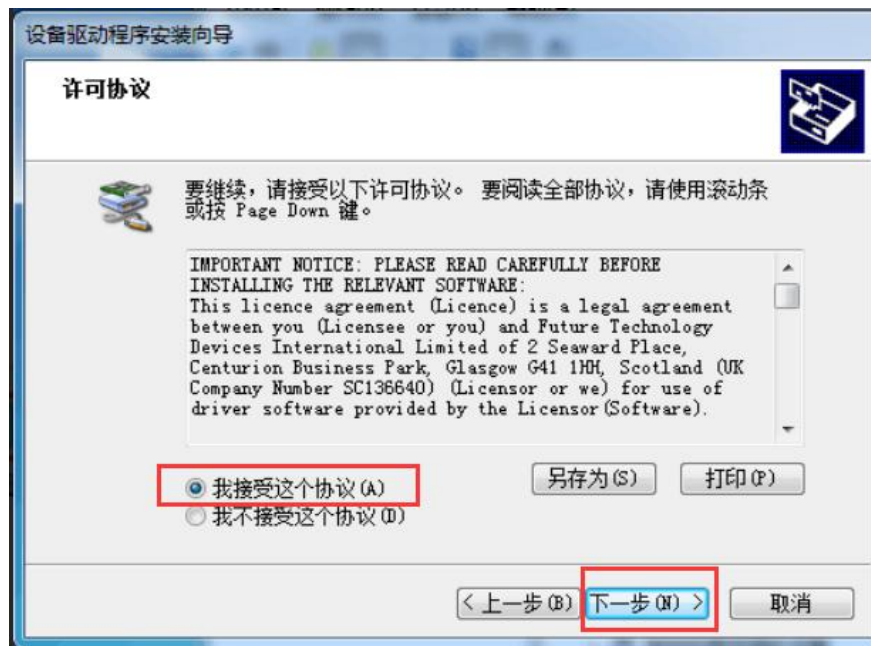 设备驱动程序安装向导
许可协议
要继续，请接受以下许可协议。 要阅读全部协议，请使用滚动条
或按 Page Down 键。
IMPORTANT NOTICE: PLEASE READ CAREFULLY BEFORE
INSTALLING THE RELEVANT SOFTWARE:
This licence agreement (Licence) is a legal agreement
between you (Licensee or you) and Future Technology
Devices International Limited of 2 Seaward Place,
Centurion Business Park, Glasgow G41 1HH, Scotland (UK
Company Number SC136640) (Licensor or we) for use of
driver software provided by the Licensor(Software).
我接受这个协议(A)
另存为(S)
打印(P)
我不接受这个协议(D)
< 上一步(B)
下一步(N) >
取消